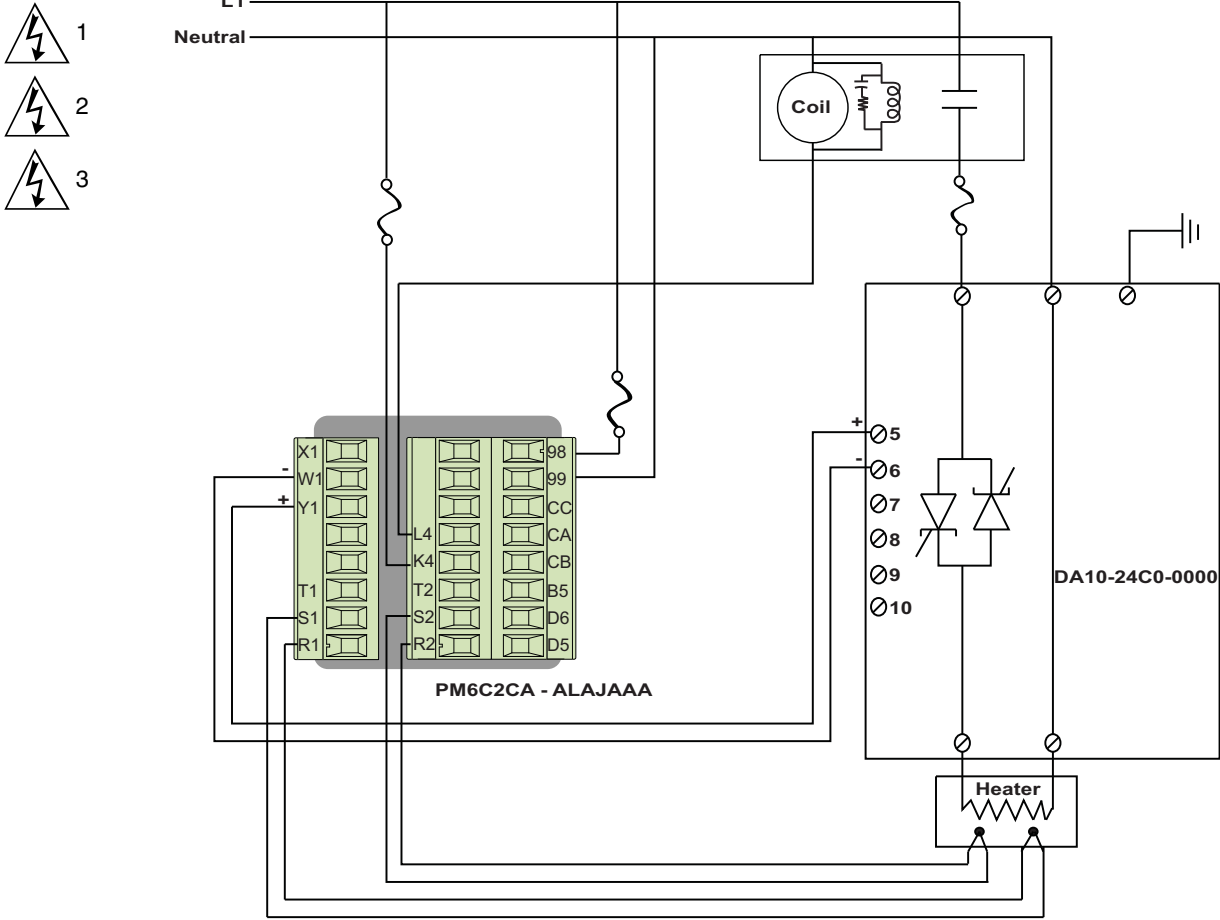 L1
1
Neutral
2
3
Coil
+
5
-
6
7
8
9
10
DA10-24C0-0000
X1
-
W1
+
Y1
T1
S1
R1
L4
K4
T2
S2
R2
98
99
CC
CA
CB
B5
D6
D5
PM6C2CA - ALAJAAA
Heater